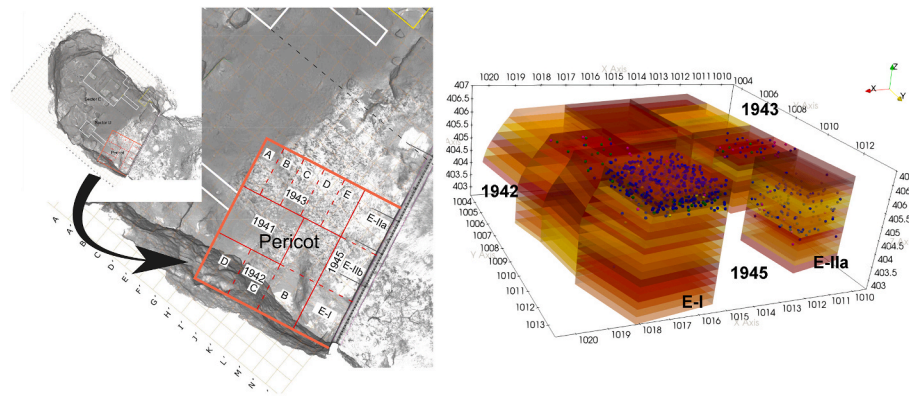 A
B
C
D
E
1943
E-IIa
1941
Pericot
1945
E-IIb
D
1942
C
B
E-I
A
B
C
D
E
F
G
H
I
J
K
L
M
N
X Axis
Z
X
Y
407
406.5
406
405.5
405
404.5
404
403.5
403
1020 1019 1018 1017 1016 1015 1014 1013 1012 1011 1010
1004
1006
1008
1010
1012
1943
1942
1004
1005
1006
1007
1008
1009
1010
1011
1012
1013
Y Axis
E-I
1945
E-IIa
406
405.5
405
404.5
404
403.5
403
1020 1019 1018 1017 1016 1015 1014 1013 1012 1011 1010
X Axis